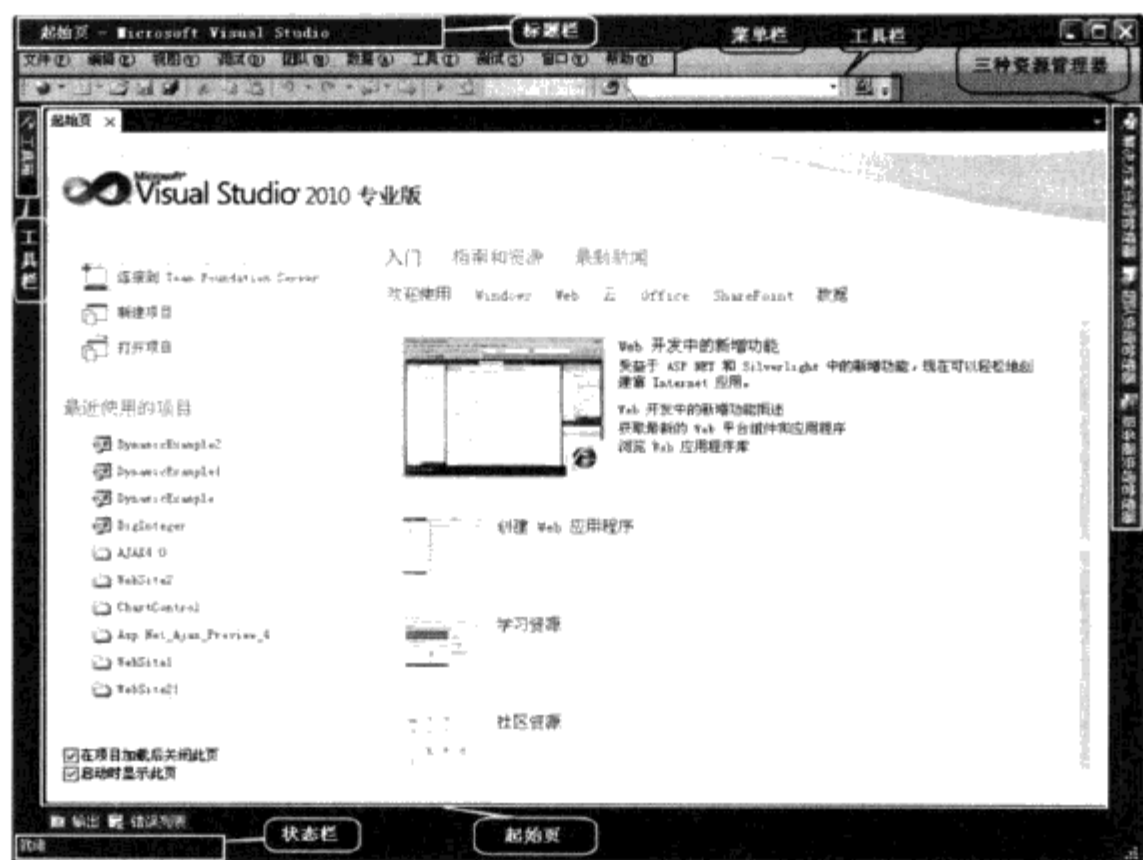 起始页 - Microsoft Visual Studio
标题栏
菜单栏
工具栏
文件(F) 编辑(E) 视图(V) 调试(D) 团队(M) 数据(A) 工具(T) 测试(S) 窗口(W) 帮助(H)
三种资源管理器
起始页 ×
工具箱
工具栏
Microsoft
Visual Studio 2010 专业版
入门 指南和资源 最新新闻
连接到 Team Foundation Server
欢迎使用 Windows Web 云 Office SharePoint 数据
新建项目
打开项目
Web 开发中的新增功能
受益于 ASP.NET 和 Silverlight 中的新增功能，现在可以轻松地创
建富 Internet 应用。
Web 开发中的新增功能概述
获取最新的 Web 平台组件和应用程序
浏览 Web 应用程序库
最近使用的项目
DynamicExample2
DynamicExample1
DynamicExample
BigInteger
AJAX4 0
WebSite2
ChartControl
Asp Net_Ajax_Preview_4
WebSite1
WebSite21
创建 Web 应用程序
学习资源
社区资源
在项目加载后关闭此页
启动时显示此页
输出 错误列表
状态栏
起始页
就绪